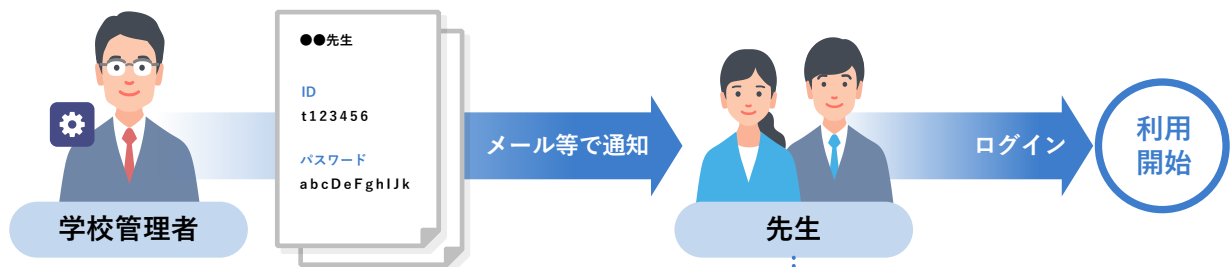 ●●先生
ID
t123456
パスワード
abcDeFghIJk
メール等で通知
ログイン
利用
開始
学校管理者
先生